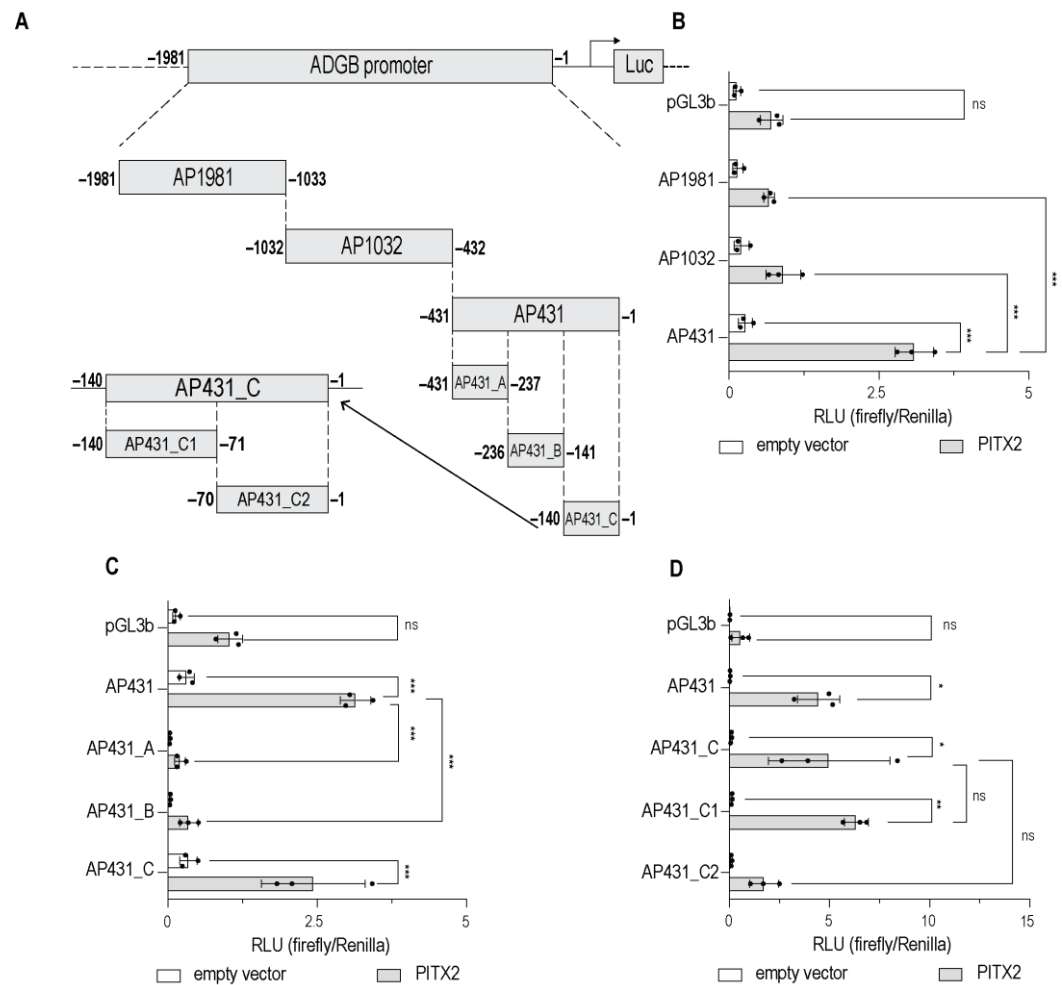 A
–1981
ADGB promoter
–1
Luc
–1981
AP1981
–1033
–1032
AP1032
–432
–431
AP431
–1
–431
AP431_A
–237
–140
AP431_C
–1
–140
AP431_C1
–71
–236
AP431_B
–141
–70
AP431_C2
–1
–140
AP431_C
–1
B
pGL3b
ns
AP1981
AP1032
AP431
***
***
***
0
2.5
5
RLU (firefly/Renilla)
empty vector
PITX2
C
pGL3b
ns
AP431
***
***
***
AP431_A
AP431_B
AP431_C
***
0
2.5
5
RLU (firefly/Renilla)
empty vector
PITX2
D
pGL3b
ns
AP431
*
AP431_C
*
AP431_C1
**
ns
ns
AP431_C2
0
5
10
15
RLU (firefly/Renilla)
empty vector
PITX2